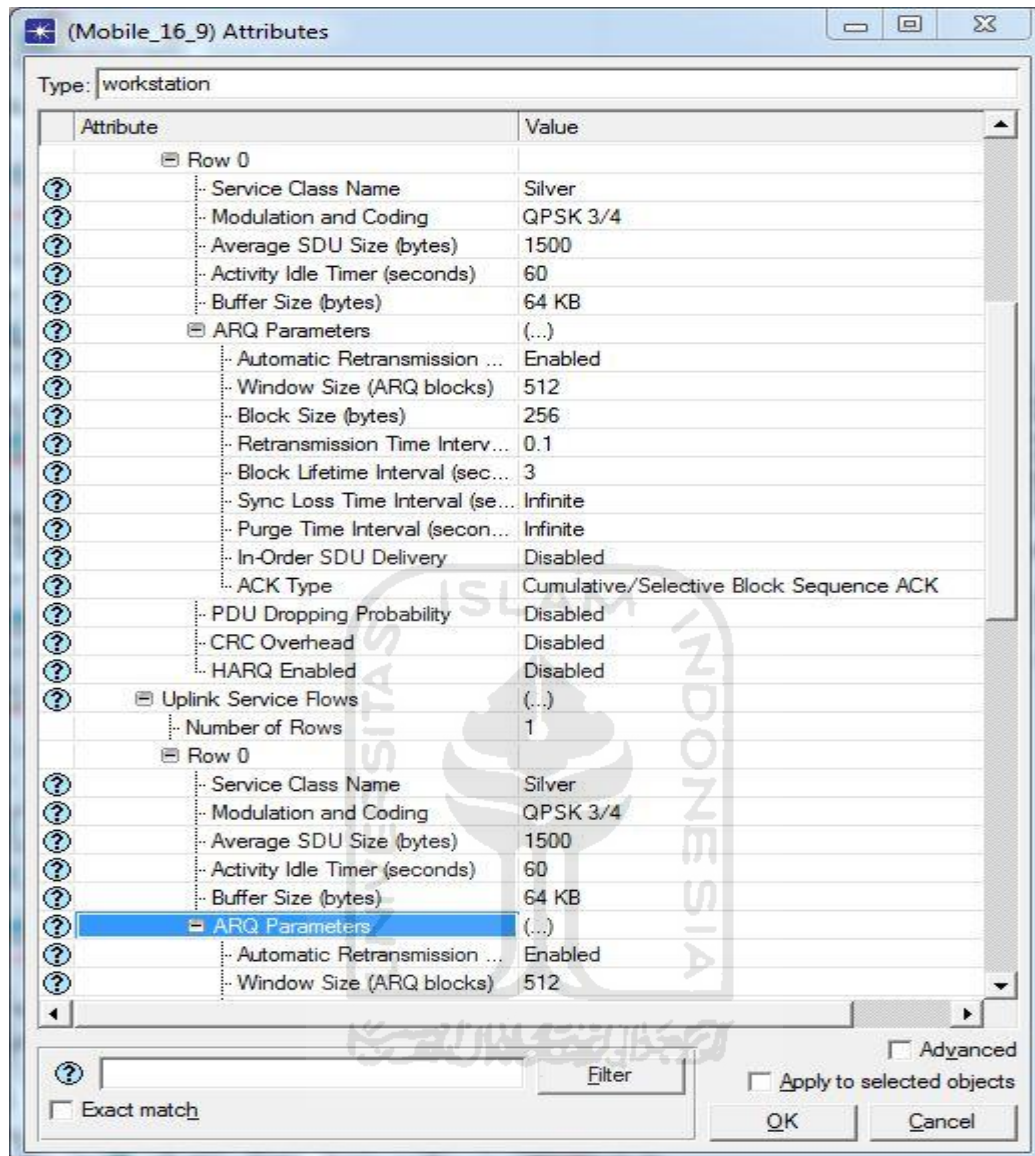 (Mobile_16_9) Attributes
Type: workstation
Attribute Value
Row 0
Service Class Name Silver
Modulation and Coding QPSK 3/4
Average SDU Size (bytes) 1500
Activity Idle Timer (seconds) 60
Buffer Size (bytes) 64 KB
ARQ Parameters (...)
Automatic Retransmission ... Enabled
Window Size (ARQ blocks) 512
Block Size (bytes) 256
Retransmission Time Interv... 0.1
Block Lifetime Interval (sec... 3
Sync Loss Time Interval (se... Infinite
Purge Time Interval (secon... Infinite
In-Order SDU Delivery Disabled
ACK Type Cumulative/Selective Block Sequence ACK
PDU Dropping Probability Disabled
CRC Overhead Disabled
HARQ Enabled Disabled
Uplink Service Flows (...)
Number of Rows 1
Row 0
Service Class Name Silver
Modulation and Coding QPSK 3/4
Average SDU Size (bytes) 1500
Activity Idle Timer (seconds) 60
Buffer Size (bytes) 64 KB
ARQ Parameters (...)
Automatic Retransmission ... Enabled
Window Size (ARQ blocks) 512
Advanced
Filter
Apply to selected objects
Exact match
OK Cancel
UNIVERSITAS ISLAM INDONESIA